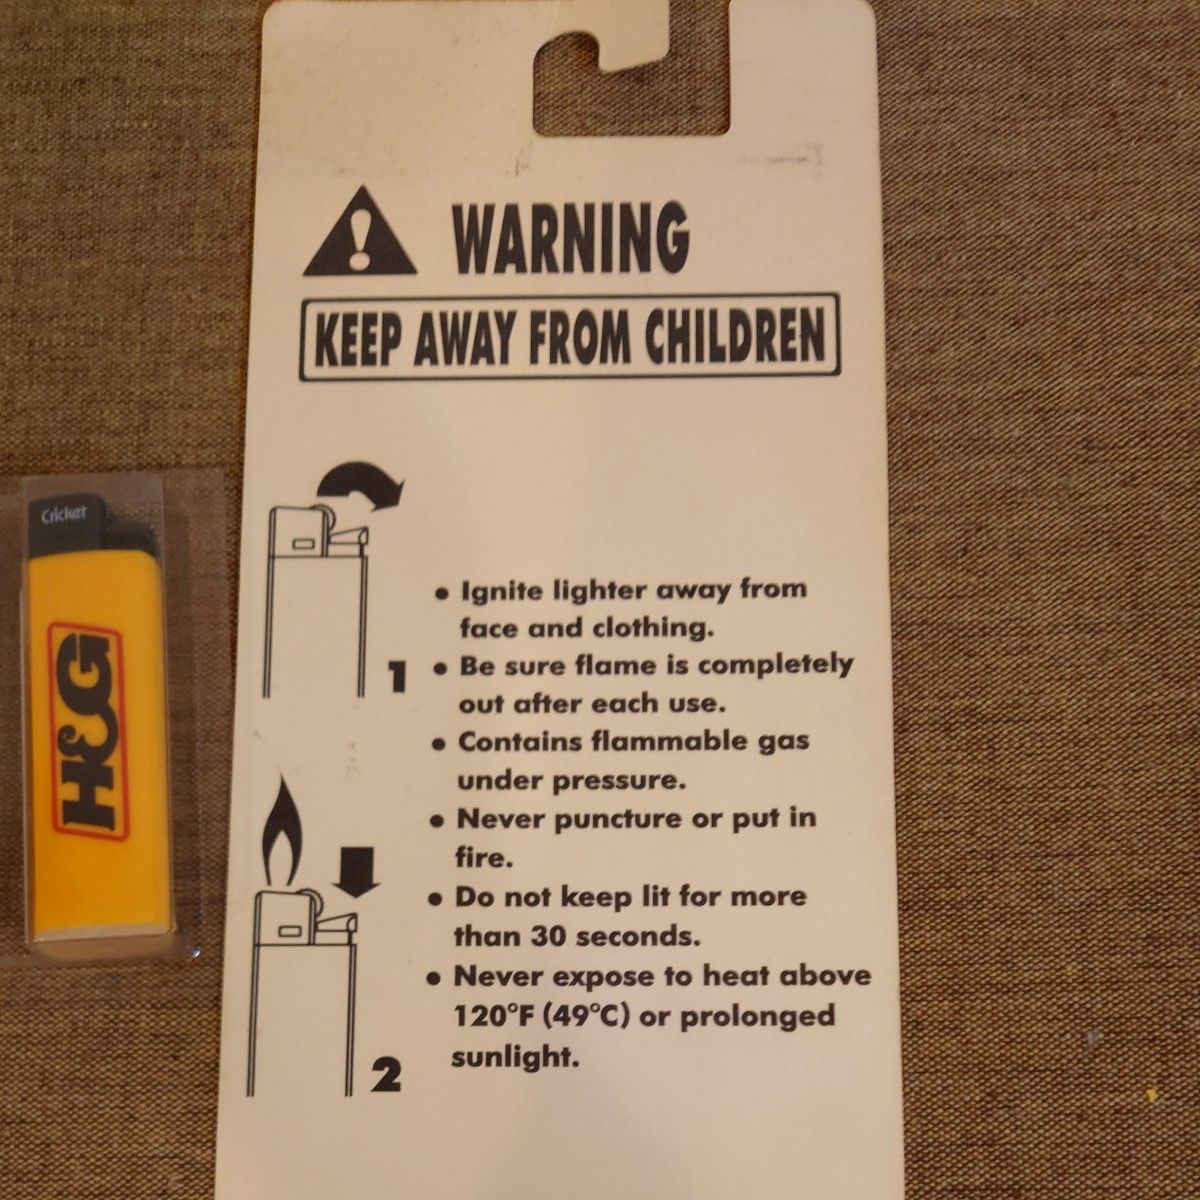 WARNING
KEEP AWAY FROM CHILDREN
Cricket
H&G
1
2
• Ignite lighter away from
face and clothing.
• Be sure flame is completely
out after each use.
• Contains flammable gas
under pressure.
• Never puncture or put in
fire.
• Do not keep lit for more
than 30 seconds.
• Never expose to heat above
120°F (49°C) or prolonged
sunlight.